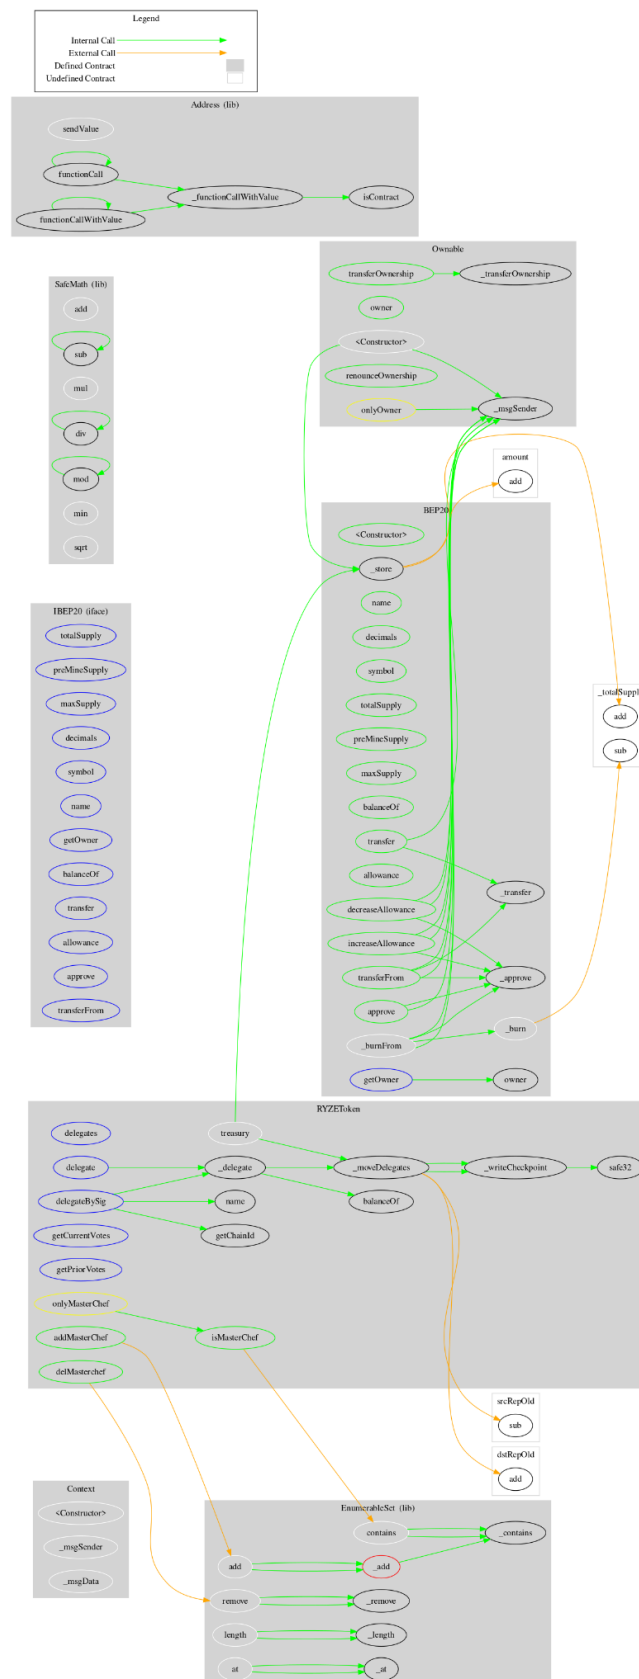 Legend
Internal Call
External Call
Defined Contract
Undefined Contract
Address (lib)
sendValue
functionCall
_functionCallWithValue
isContract
functionCallWithValue
Ownable
transferOwnership
_transferOwnership
owner
<Constructor>
renounceOwnership
onlyOwner
_msgSender
SafeMath (lib)
add
sub
mul
div
mod
min
sqrt
amount
add
BEP20
<Constructor>
_store
name
decimals
symbol
totalSupply
preMineSupply
maxSupply
balanceOf
transfer
allowance
decreaseAllowance
increaseAllowance
transferFrom
approve
_burnFrom
getOwner
_transfer
_approve
_burn
owner
_totalSupply
add
sub
IBEP20 (iface)
totalSupply
preMineSupply
maxSupply
decimals
symbol
name
getOwner
balanceOf
transfer
allowance
approve
transferFrom
RYZEToken
delegates
treasury
delegate
_delegate
_moveDelegates
_writeCheckpoint
safe32
delegateBySig
name
balanceOf
getCurrentVotes
getChainId
getPriorVotes
onlyMasterChef
addMasterChef
isMasterChef
delMasterchef
srcRepOld
sub
dstRepOld
add
Context
<Constructor>
_msgSender
_msgData
EnumerableSet (lib)
contains
_contains
add
_add
remove
_remove
length
_length
at
_at